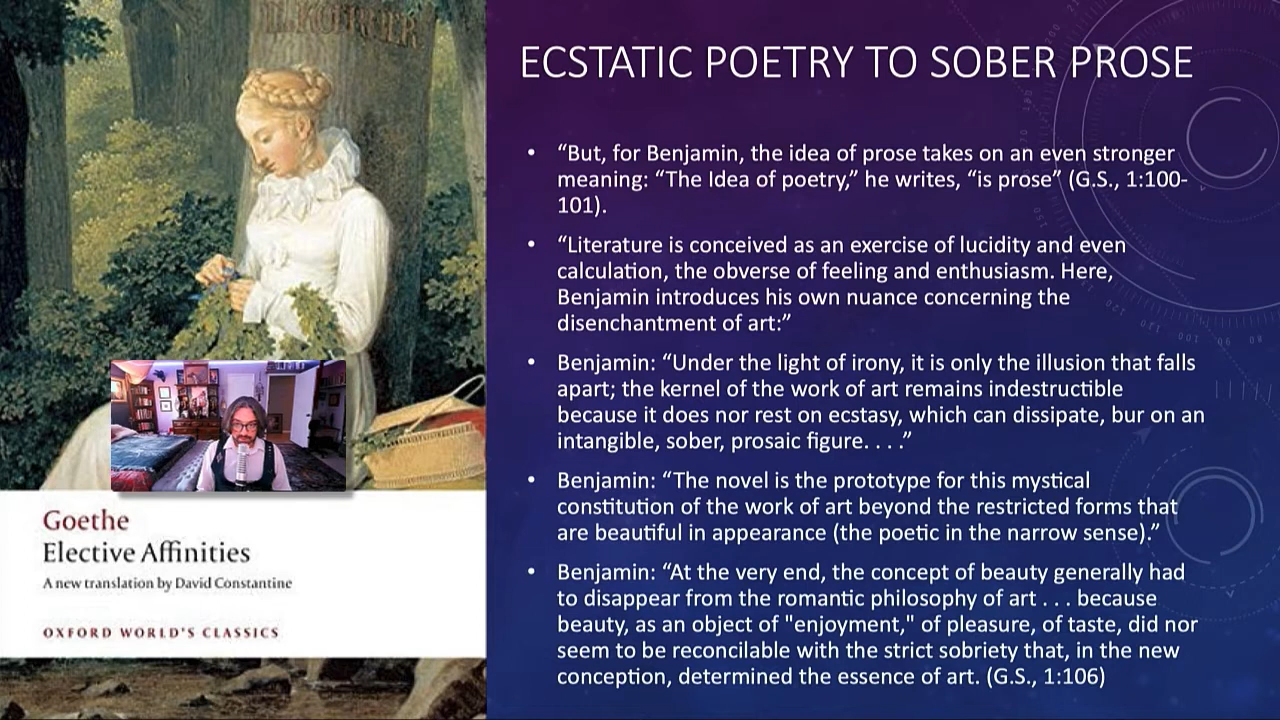 ECSTATIC POETRY TO SOBER PROSE
• “But, for Benjamin, the idea of prose takes on an even stronger
meaning: “The Idea of poetry,” he writes, “is prose” (G.S., 1:100-
101).
• “Literature is conceived as an exercise of lucidity and even
calculation, the obverse of feeling and enthusiasm. Here,
Benjamin introduces his own nuance concerning the
disenchantment of art:”
• Benjamin: “Under the light of irony, it is only the illusion that falls
apart; the kernel of the work of art remains indestructible
because it does nor rest on ecstasy, which can dissipate, bur on an
intangible, sober, prosaic figure. . . .”
• Benjamin: “The novel is the prototype for this mystical
constitution of the work of art beyond the restricted forms that
are beautiful in appearance (the poetic in the narrow sense).”
• Benjamin: “At the very end, the concept of beauty generally had
to disappear from the romantic philosophy of art . . . because
beauty, as an object of "enjoyment," of pleasure, of taste, did nor
seem to be reconcilable with the strict sobriety that, in the new
conception, determined the essence of art. (G.S., 1:106)
Goethe
Elective Affinities
A new translation by David Constantine
OXFORD WORLD'S CLASSICS